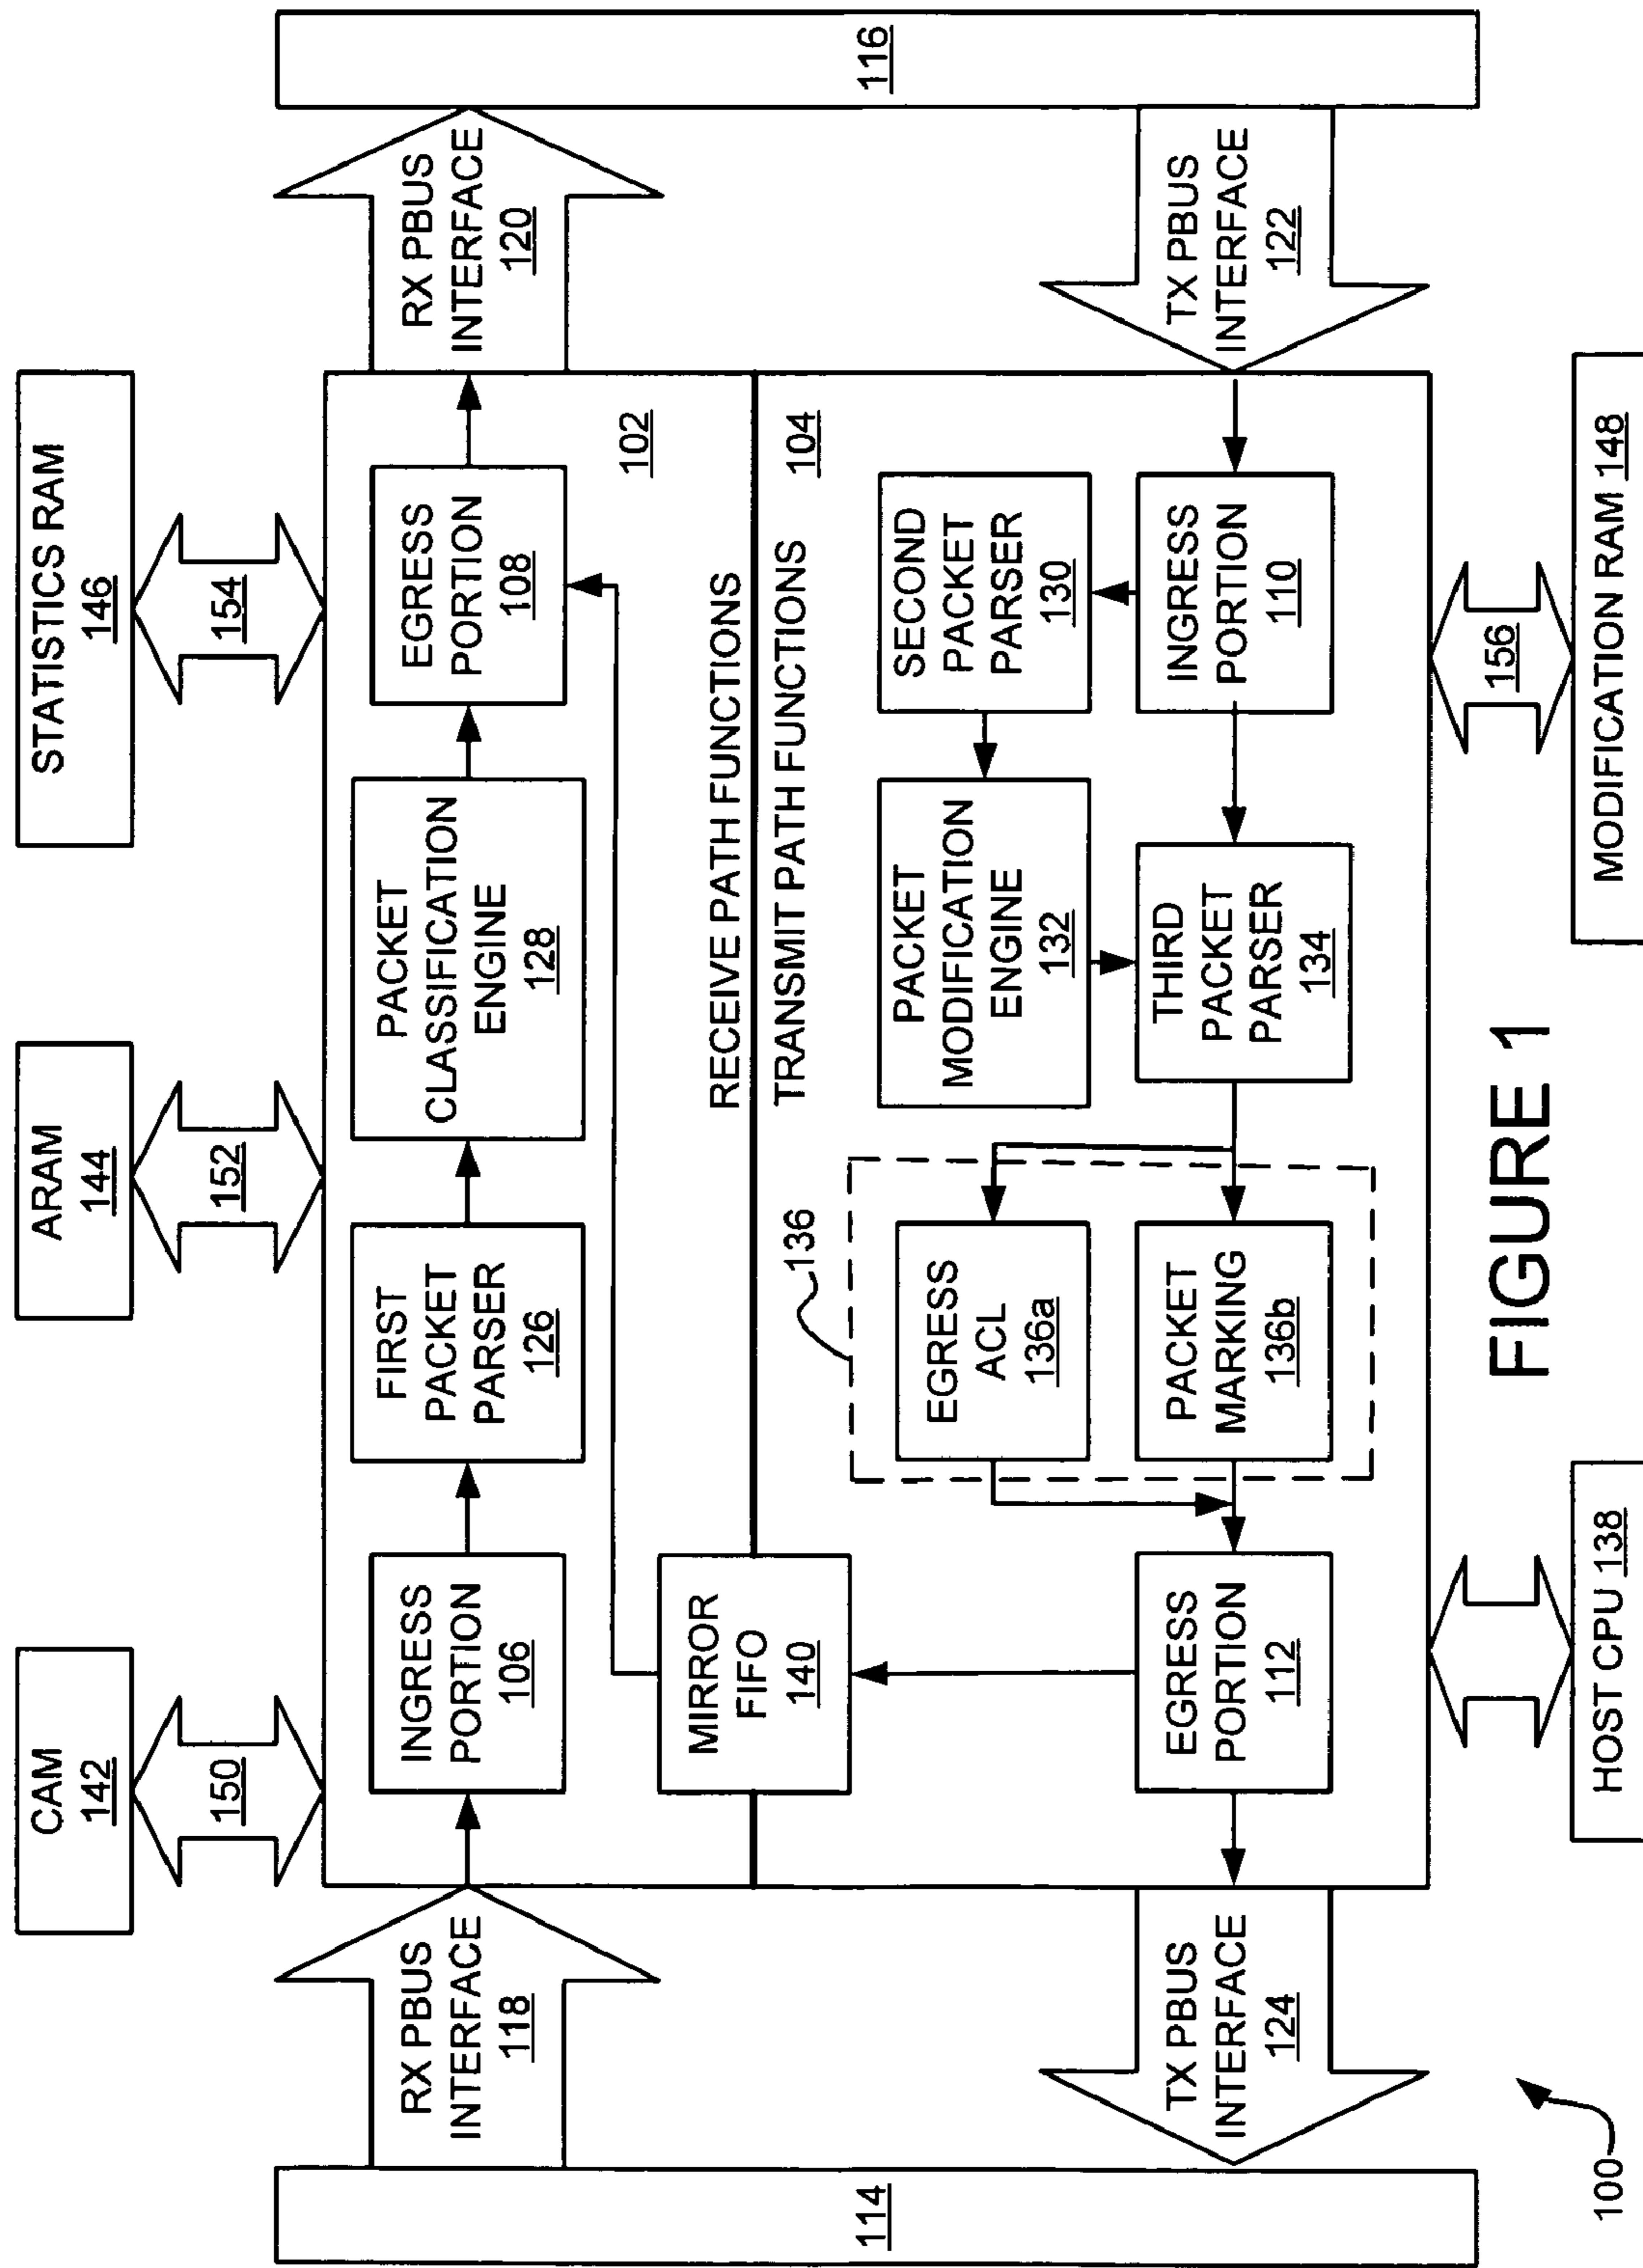 CAM
142
ARAM
144
STATISTICS RAM
146
150
152
154
RX PBUS
INTERFACE
118
INGRESS
PORTION
106
FIRST
PACKET
PARSER
126
PACKET
CLASSIFICATION
ENGINE
128
EGRESS
PORTION
108
RX PBUS
INTERFACE
120
102
RECEIVE PATH FUNCTIONS
TRANSMIT PATH FUNCTIONS
104
MIRROR
FIFO
140
136
EGRESS
ACL
136a
PACKET
MODIFICATION
ENGINE
132
SECOND
PACKET
PARSER
130
114
116
TX PBUS
INTERFACE
124
EGRESS
PORTION
112
PACKET
MARKING
136b
THIRD
PACKET
PARSER
134
INGRESS
PORTION
110
TX PBUS
INTERFACE
122
156
HOST CPU 138
MODIFICATION RAM 148
100
FIGURE 1